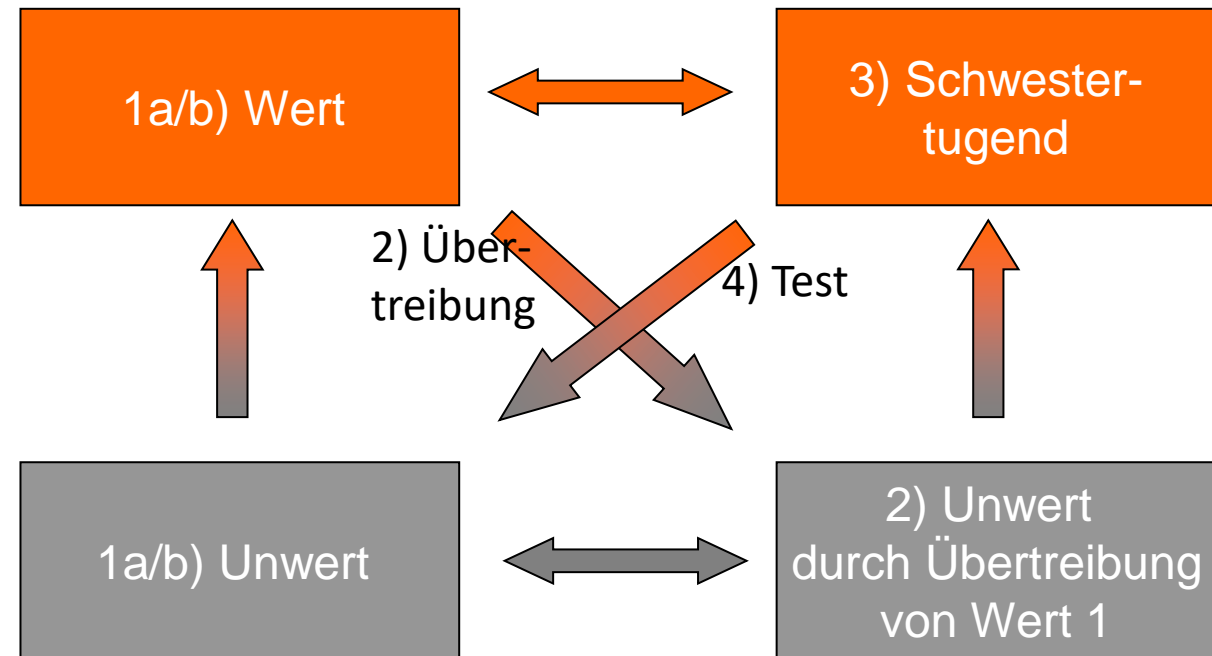 1a/b) Wert
3) Schwester-
tugend
2) Über-
treibung
4) Test
1a/b) Unwert
2) Unwert
durch Übertreibung
von Wert 1